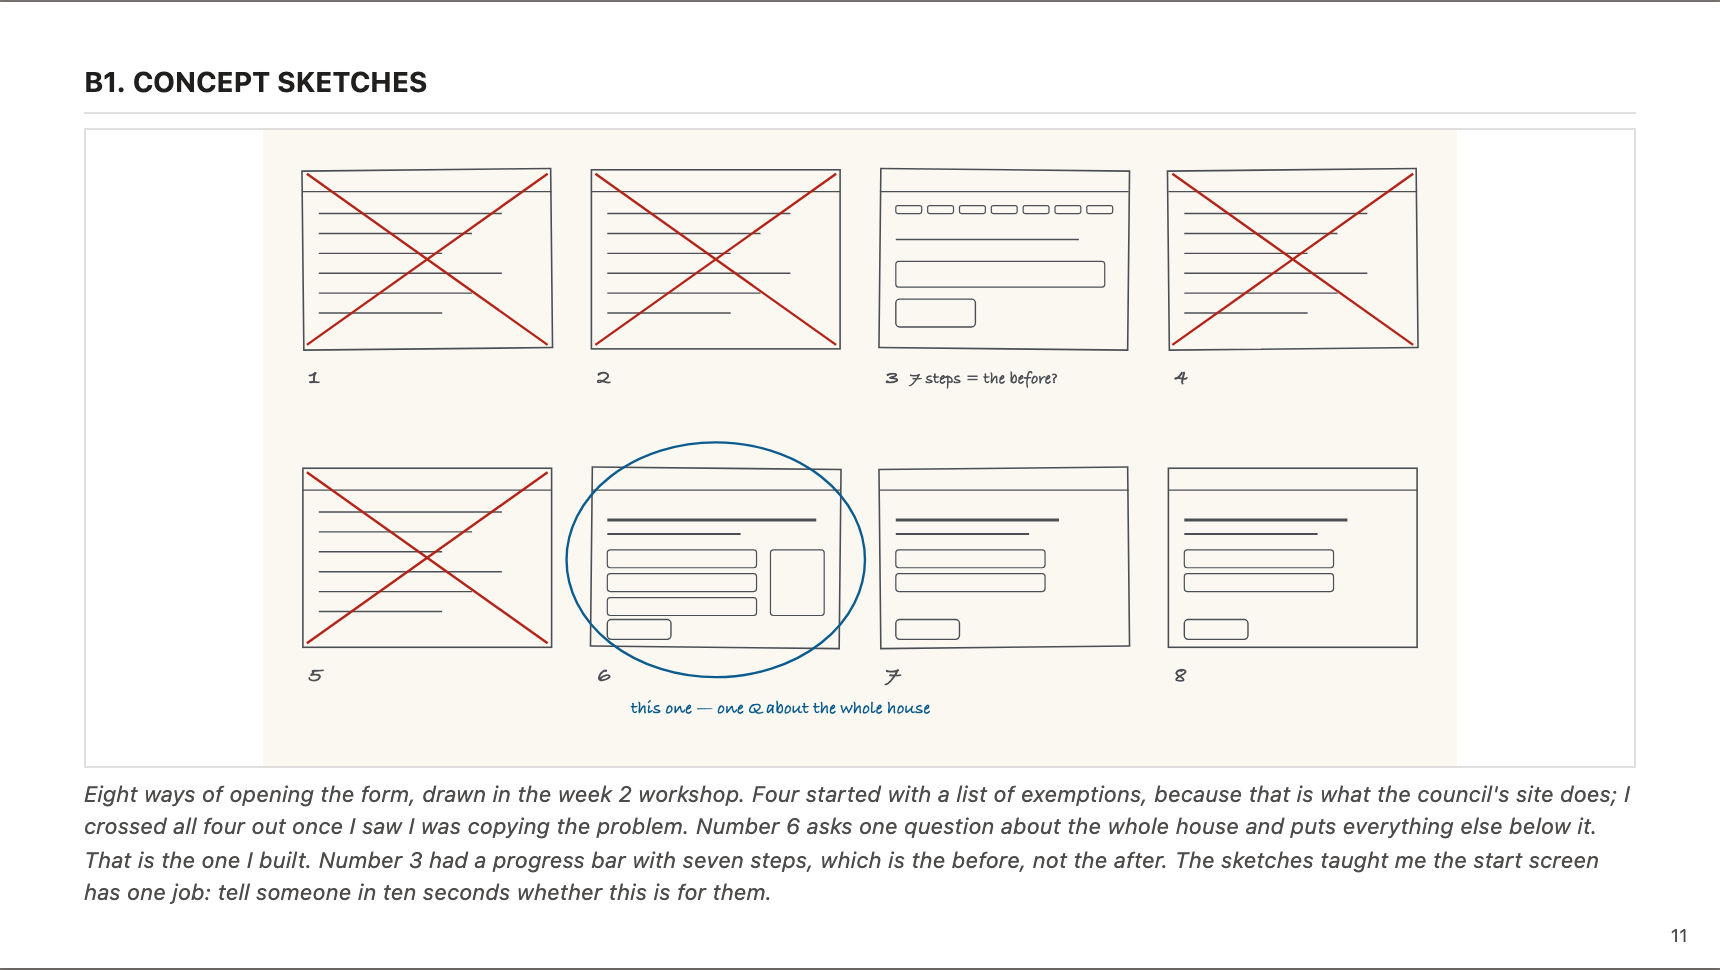 B1. CONCEPT SKETCHES
1
2
3 7 steps = the before?
4
5
6
7
8
this one — one Q about the whole house
Eight ways of opening the form, drawn in the week 2 workshop. Four started with a list of exemptions, because that is what the council's site does; I
crossed all four out once I saw I was copying the problem. Number 6 asks one question about the whole house and puts everything else below it.
That is the one I built. Number 3 had a progress bar with seven steps, which is the before, not the after. The sketches taught me the start screen
has one job: tell someone in ten seconds whether this is for them.
11